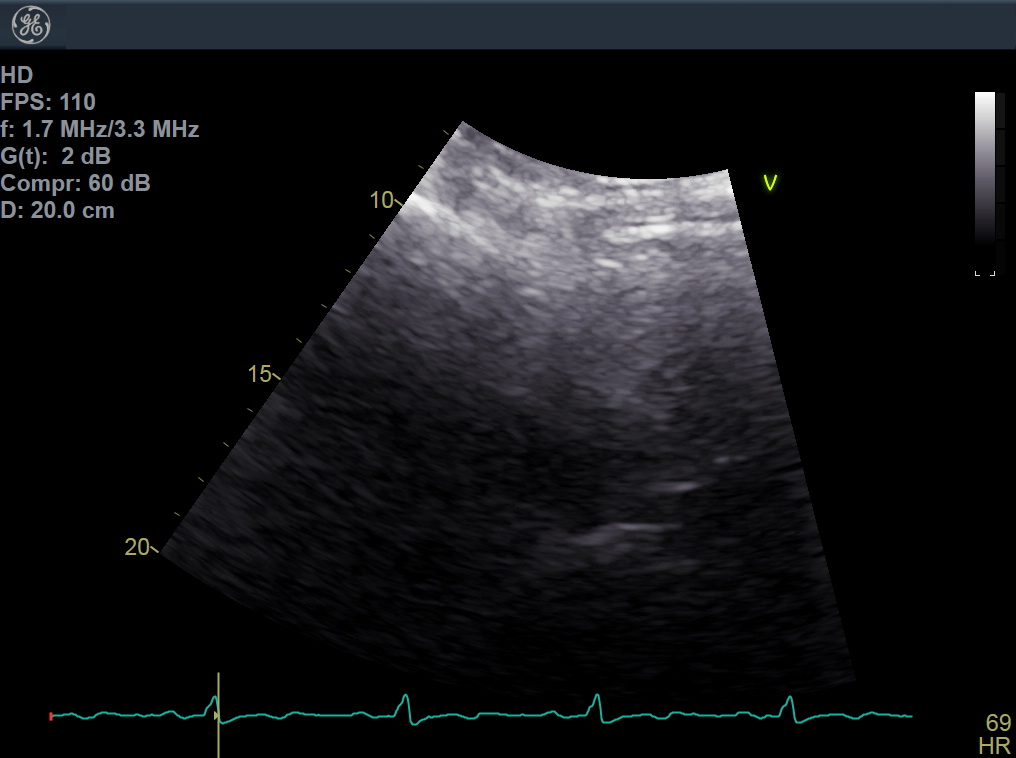 GE
HD
FPS: 110
f: 1.7 MHz/3.3 MHz
G(t): 2 dB
Compr: 60 dB
D: 20.0 cm
V
10
15
20
69
HR